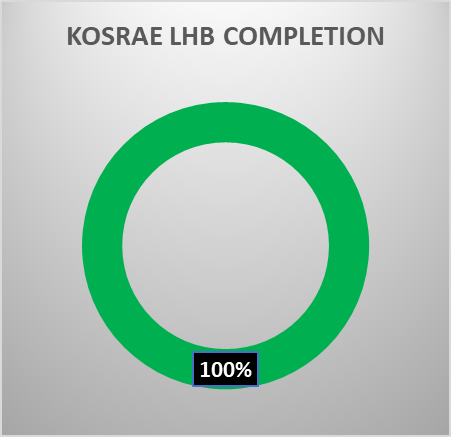 KOSRAE LHB COMPLETION
100%